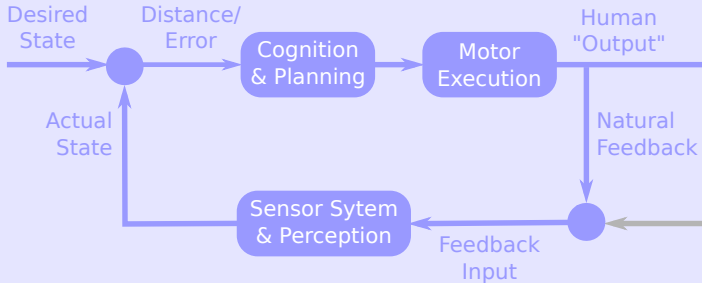 Desired
State
Distance/
Error
Cognition
& Planning
Motor
Execution
Human
"Output"
Actual
State
Natural
Feedback
Sensor Sytem
& Perception
Feedback
Input